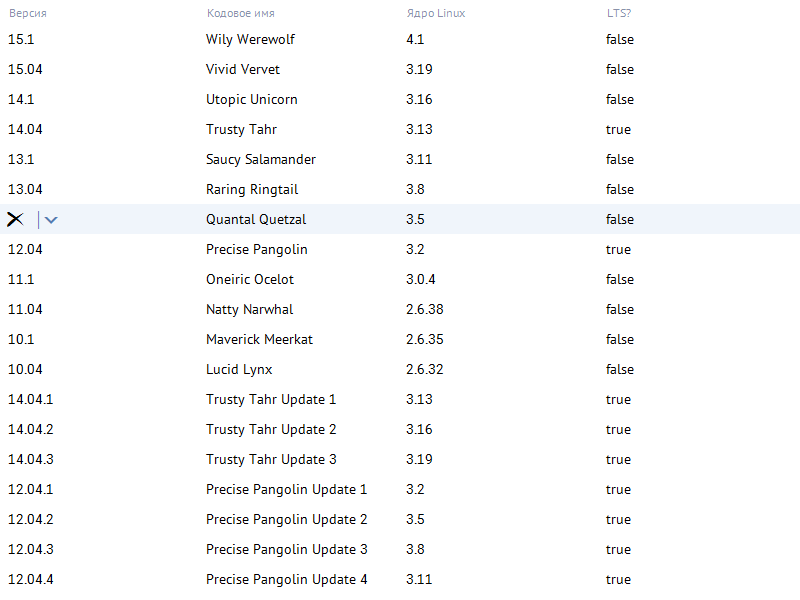 Версия Кодовое имя Ядро Linux LTS?
15.1 Wily Werewolf 4.1 false
15.04 Vivid Vervet 3.19 false
14.1 Utopic Unicorn 3.16 false
14.04 Trusty Tahr 3.13 true
13.1 Saucy Salamander 3.11 false
13.04 Raring Ringtail 3.8 false
Quantal Quetzal 3.5 false
12.04 Precise Pangolin 3.2 true
11.1 Oneiric Ocelot 3.0.4 false
11.04 Natty Narwhal 2.6.38 false
10.1 Maverick Meerkat 2.6.35 false
10.04 Lucid Lynx 2.6.32 false
14.04.1 Trusty Tahr Update 1 3.13 true
14.04.2 Trusty Tahr Update 2 3.16 true
14.04.3 Trusty Tahr Update 3 3.19 true
12.04.1 Precise Pangolin Update 1 3.2 true
12.04.2 Precise Pangolin Update 2 3.5 true
12.04.3 Precise Pangolin Update 3 3.8 true
12.04.4 Precise Pangolin Update 4 3.11 true